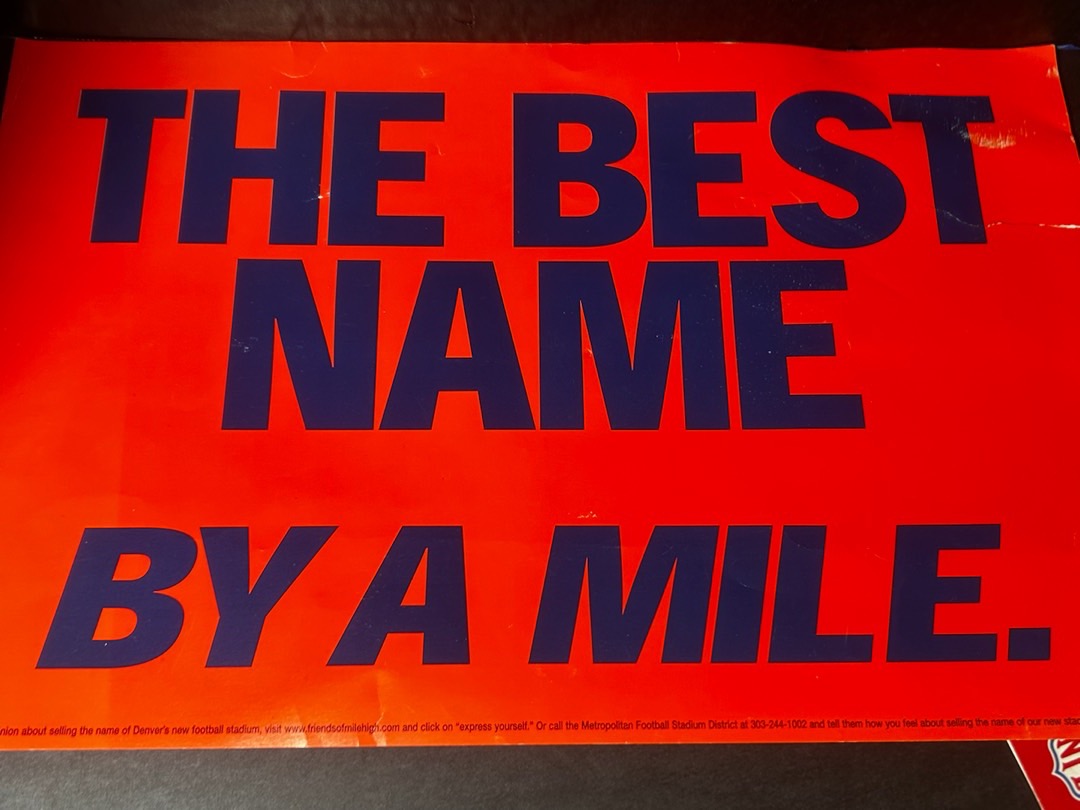 THE BEST
NAME
BY A MILE.
about selling the name of Denver's new football stadium, visit www.friendsofmilehigh.com and click on "express yourself." Or call the Metropolitan Football Stadium District at 303-244-1002 and tell them how you feel about selling the name of our new